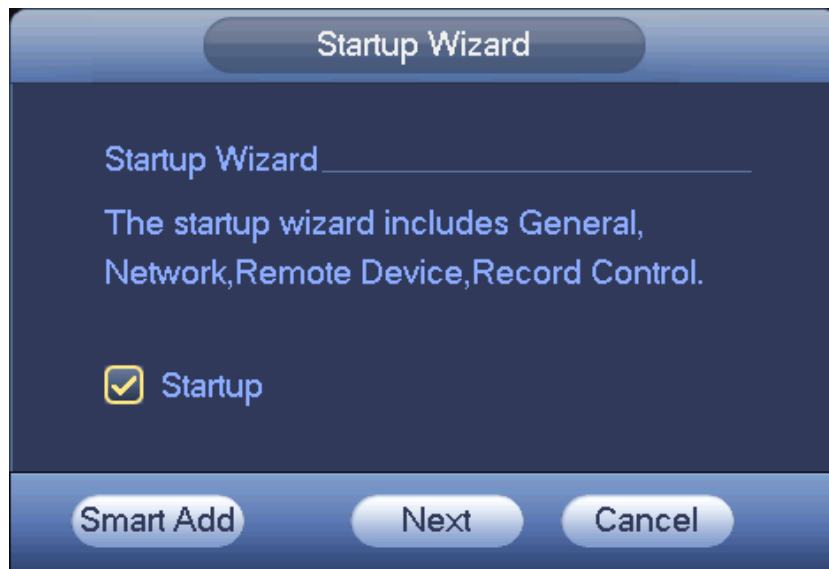 Startup Wizard
Startup Wizard
The startup wizard includes General,
Network,Remote Device,Record Control.
Startup
Smart Add Next Cancel